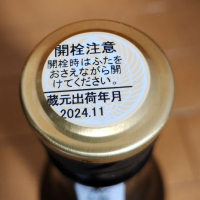 開栓注意
開栓時はふたを
おさえながら開
けてください。
蔵元出荷年月
2024.11